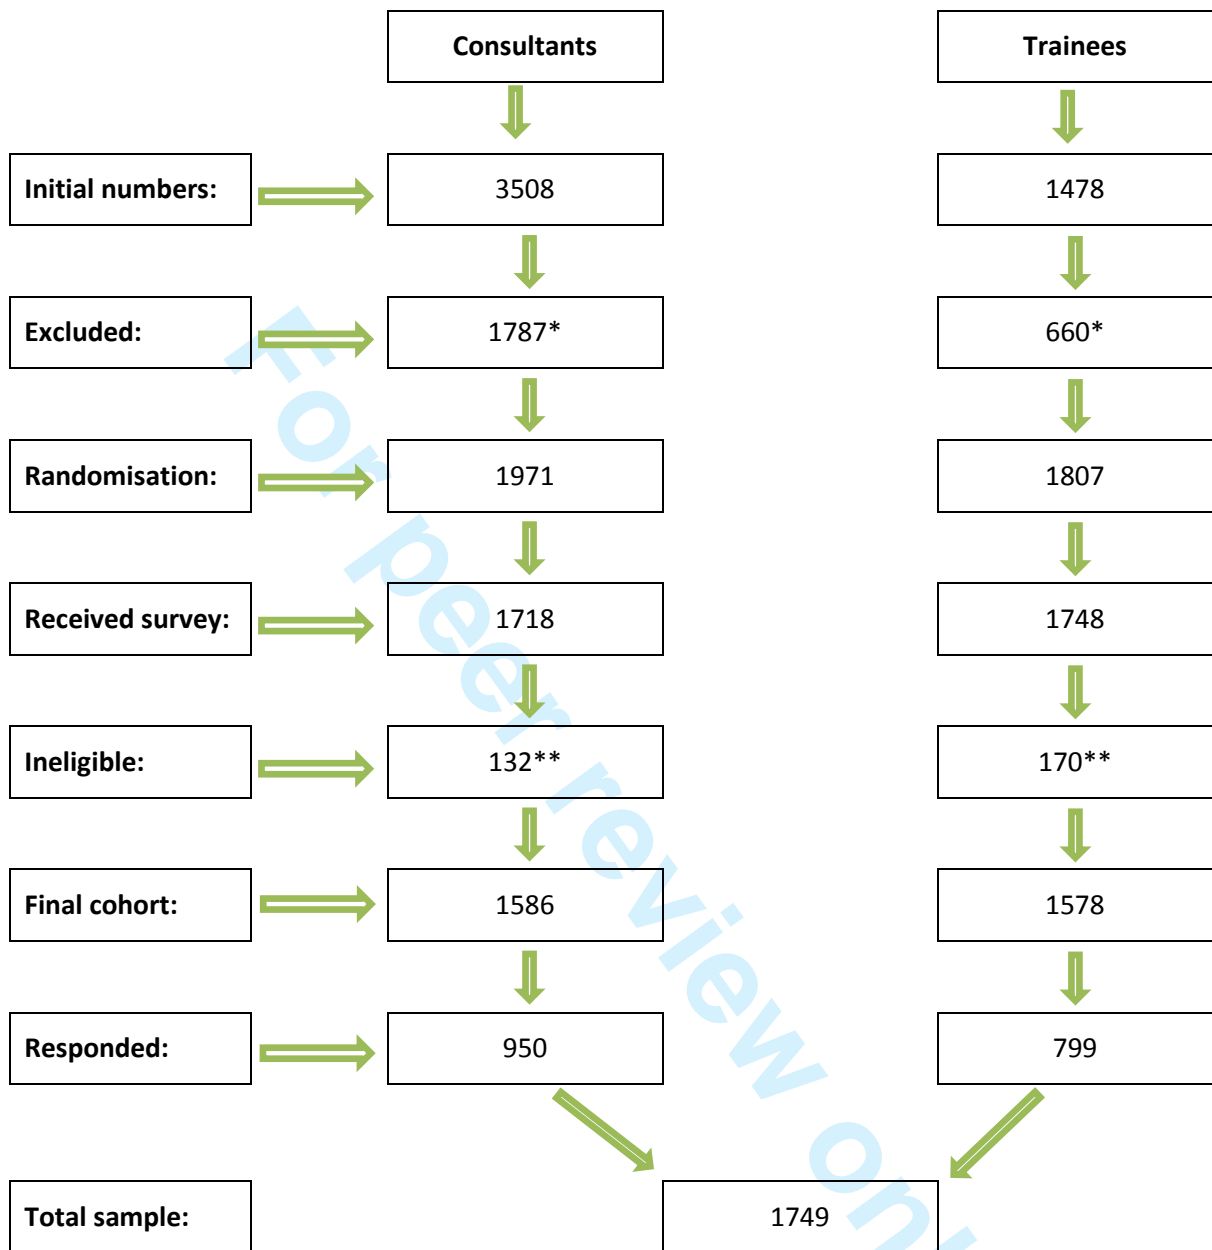 Consultants Trainees
Initial numbers: 3508 1478
Excluded: 1787* 660*
Randomisation: 1971 1807
Received survey: 1718 1748
Ineligible: 132** 170**
Final cohort: 1586 1578
Responded: 950 799
Total sample: 1749
For peer review onl